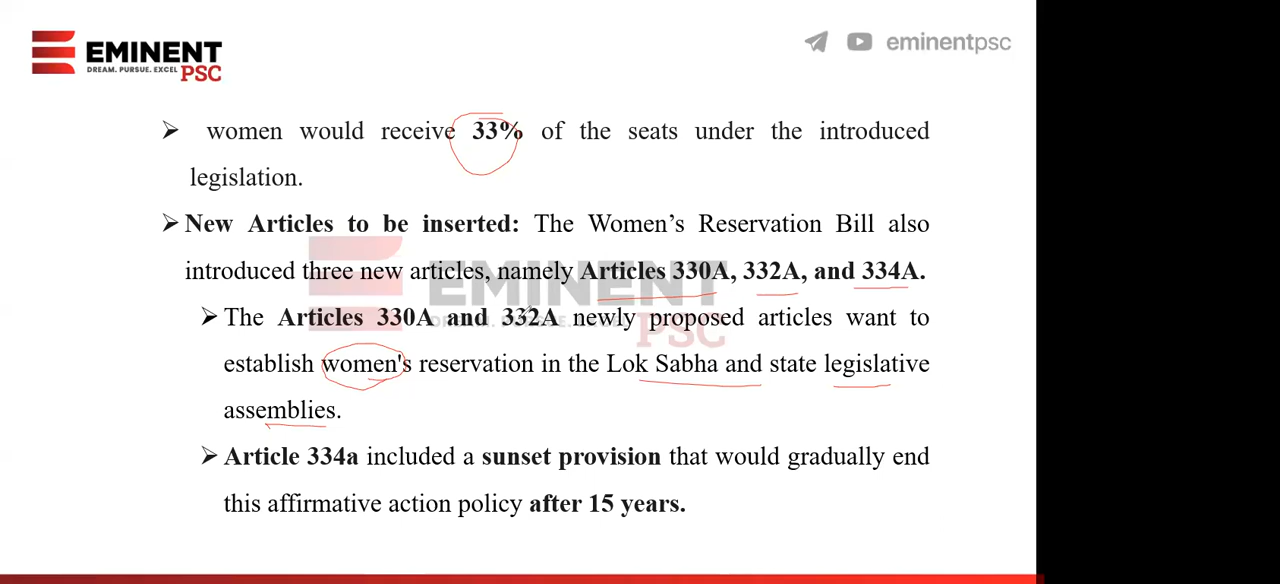 EMINENT
DREAM. PURSUE. EXCEL PSC
eminentpsc
➢ women would receive 33% of the seats under the introduced
legislation.
➢ New Articles to be inserted: The Women’s Reservation Bill also
introduced three new articles, namely Articles 330A, 332A, and 334A.
➢ The Articles 330A and 332A newly proposed articles want to
establish women's reservation in the Lok Sabha and state legislative
assemblies.
➢ Article 334a included a sunset provision that would gradually end
this affirmative action policy after 15 years.
EMINENT
PSC